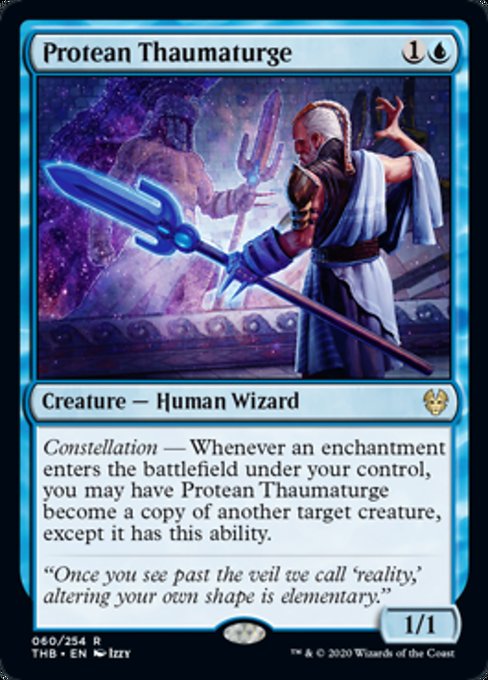 Protean Thaumaturge 1
Creature — Human Wizard
Constellation — Whenever an enchantment
enters the battlefield under your control,
you may have Protean Thaumaturge
become a copy of another target creature,
except it has this ability.
“Once you see past the veil we call ‘reality,’
altering your own shape is elementary.”
1/1
060/254 R
THB • EN Izzy
™ & © 2020 Wizards of the Coast